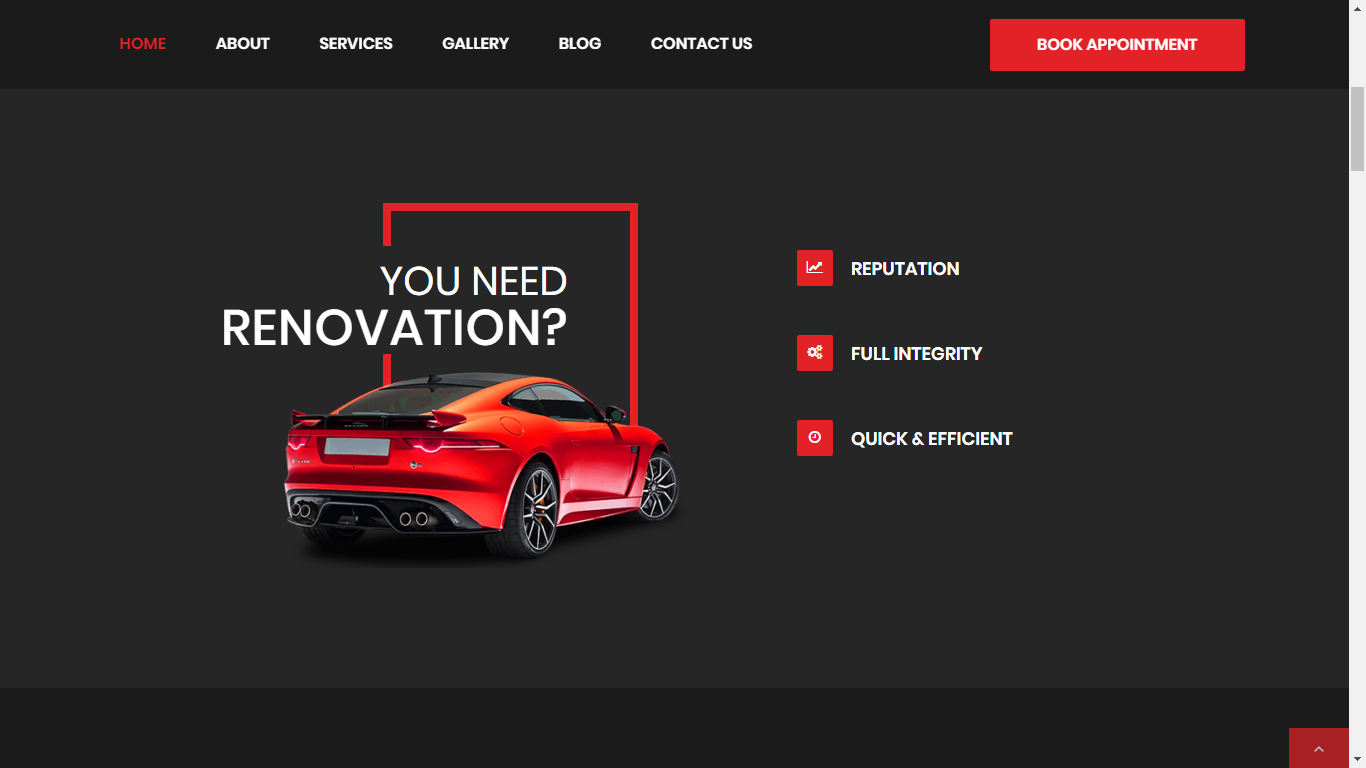 HOME
ABOUT
SERVICES
GALLERY
BLOG
CONTACT US
BOOK APPOINTMENT
YOU NEED
RENOVATION?
REPUTATION
FULL INTEGRITY
QUICK & EFFICIENT